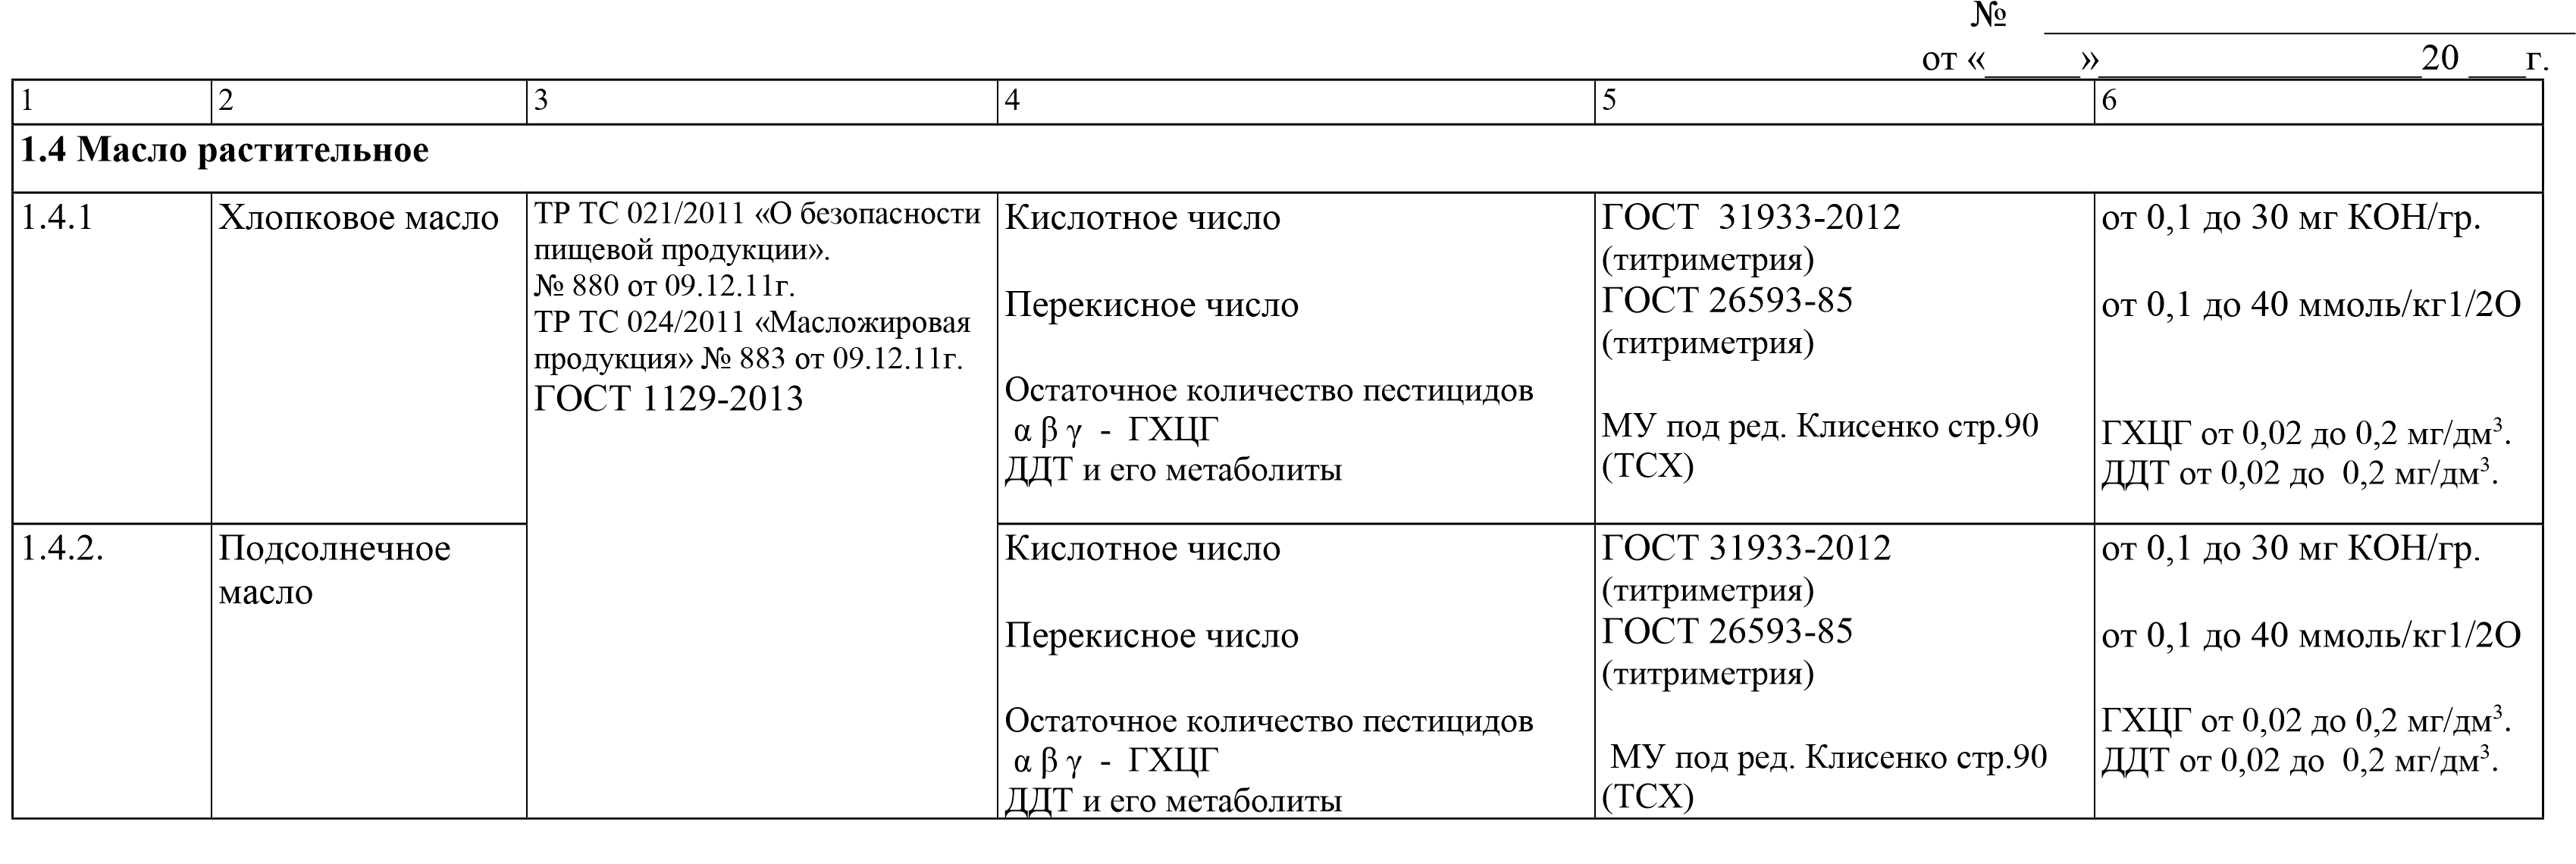 № ____________________
от «_____»_______________20 ___г.
1 2 3 4 5 6
1.4 Масло растительное
1.4.1
Хлопковое масло
ТР ТС 021/2011 «О безопасности
пищевой продукции».
№ 880 от 09.12.11г.
ТР ТС 024/2011 «Масложировая
продукция» № 883 от 09.12.11г.
ГОСТ 1129-2013
Кислотное число
Перекисное число
Остаточное количество пестицидов
α β γ - ГХЦГ
ДДТ и его метаболиты
ГОСТ 31933-2012
(титриметрия)
ГОСТ 26593-85
(титриметрия)
МУ под ред. Клисенко стр.90
(ТСХ)
от 0,1 до 30 мг КОН/гр.
от 0,1 до 40 ммоль/кг1/2О
ГХЦГ от 0,02 до 0,2 мг/дм³.
ДДТ от 0,02 до 0,2 мг/дм³.
1.4.2.
Подсолнечное
масло
Кислотное число
Перекисное число
Остаточное количество пестицидов
α β γ - ГХЦГ
ДДТ и его метаболиты
ГОСТ 31933-2012
(титриметрия)
ГОСТ 26593-85
(титриметрия)
МУ под ред. Клисенко стр.90
(ТСХ)
от 0,1 до 30 мг КОН/гр.
от 0,1 до 40 ммоль/кг1/2О
ГХЦГ от 0,02 до 0,2 мг/дм³.
ДДТ от 0,02 до 0,2 мг/дм³.